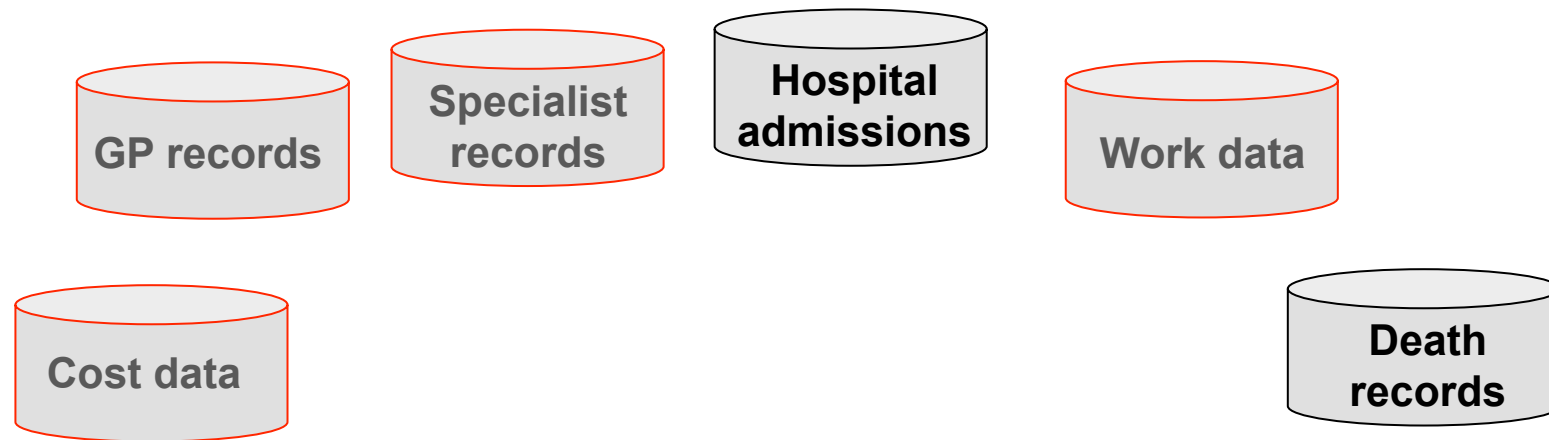 GP records
Specialist
records
Hospital
admissions
Work data
Cost data
Death
records